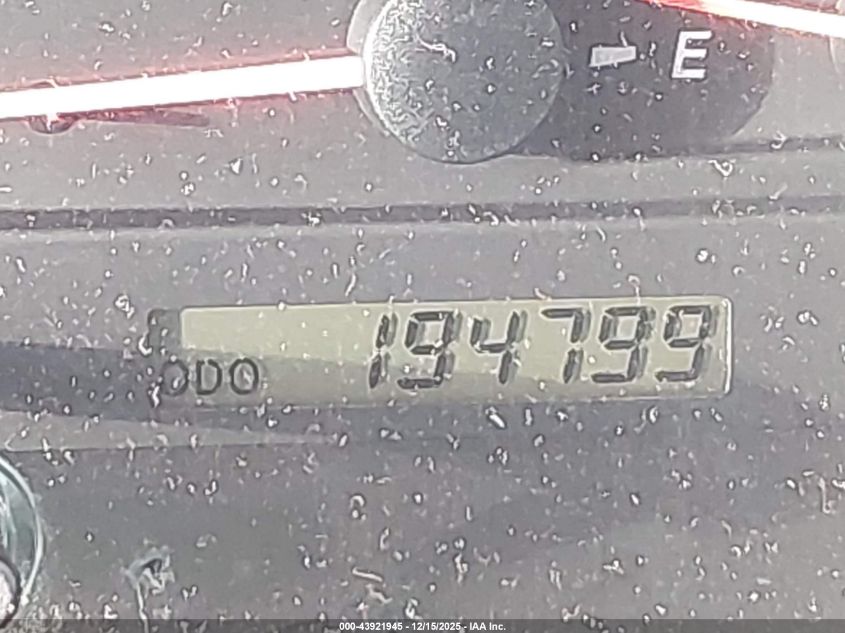 E
194799
ODO
000-43921945 - 12/15/2025 - IAA Inc.